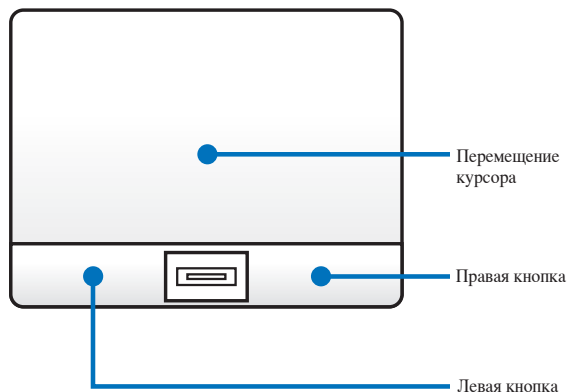 Перемещение
курсора
Правая кнопка
Левая кнопка